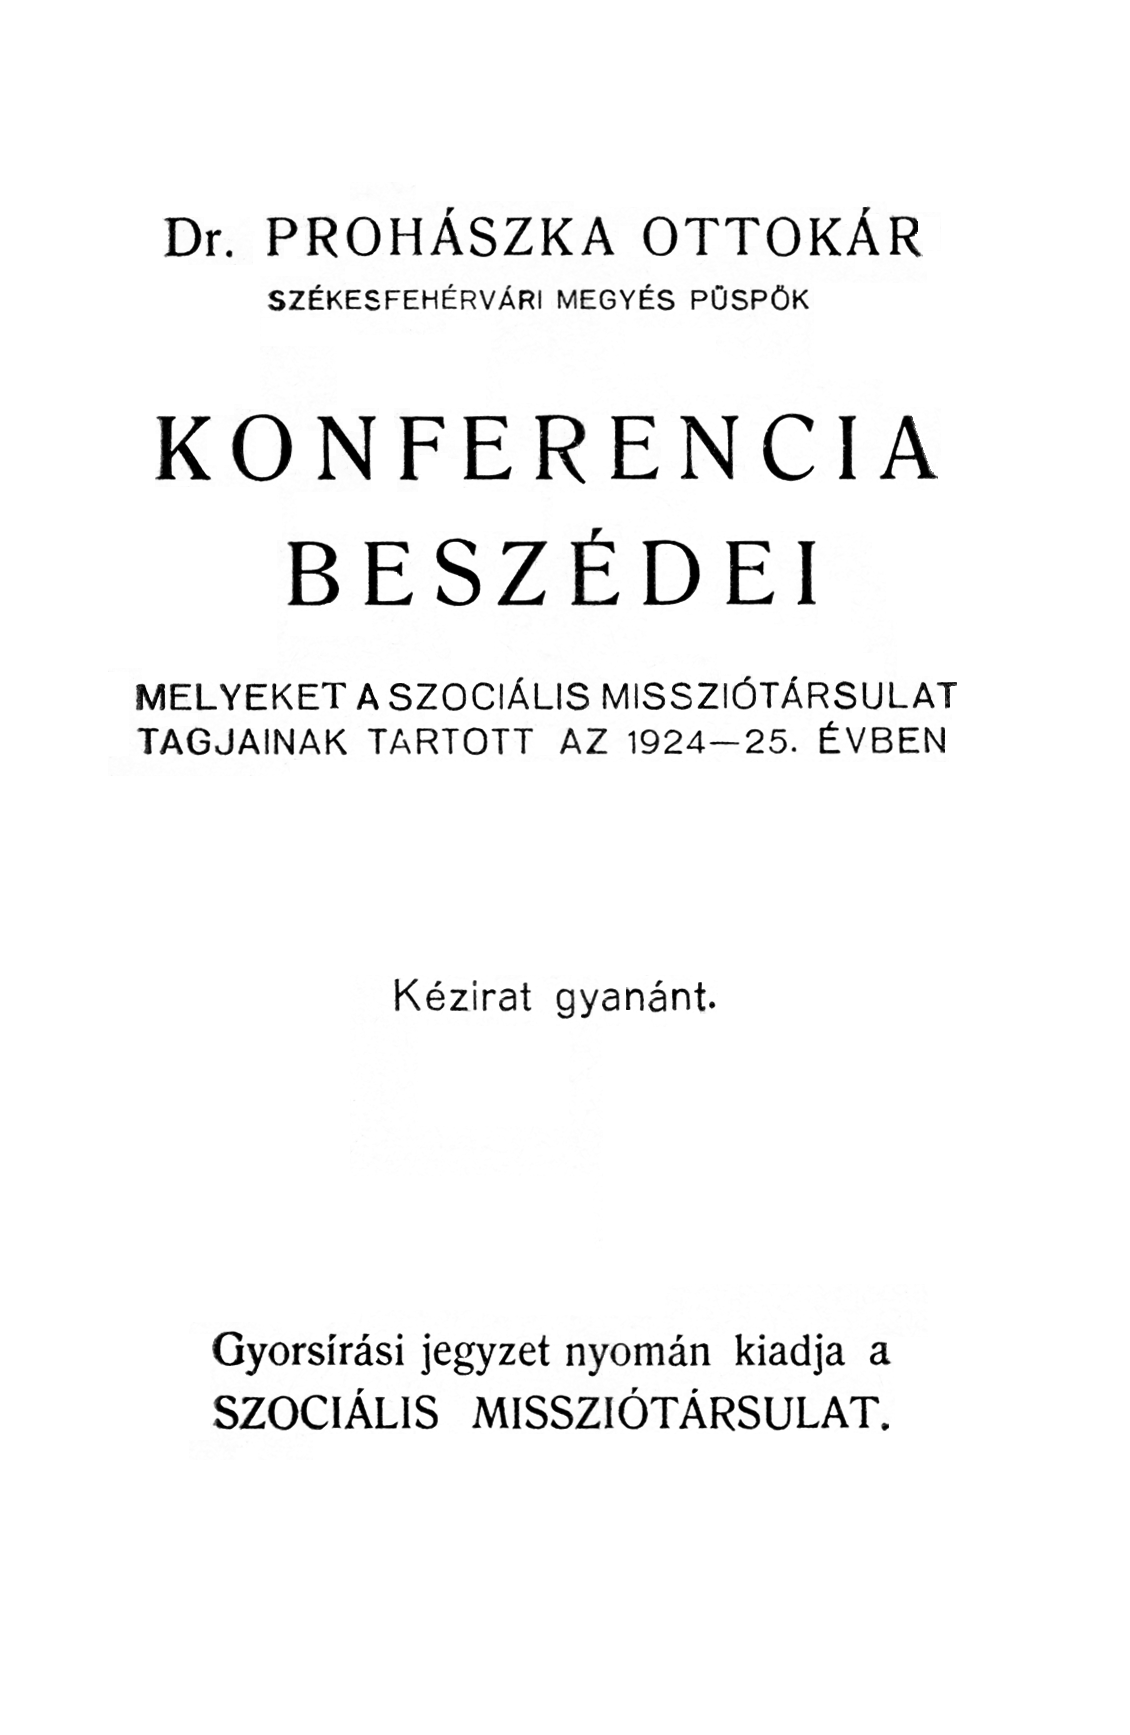 Dr. PROHÁSZKA OTTOKÁR
SZÉKESFEHÉRVÁRI MEGYÉS PÜSPÖK
KONFERENCIA
BESZÉDEI
MELYEKET A SZOCIÁLIS MISSZIÓTÁRSULAT
TAGJAINAK TARTOTT AZ 1924—25. ÉVBEN
Kézirat gyanánt.
Gyorsírási jegyzet nyomán kiadja a
SZOCIÁLIS MISSZIÓTÁRSULAT.